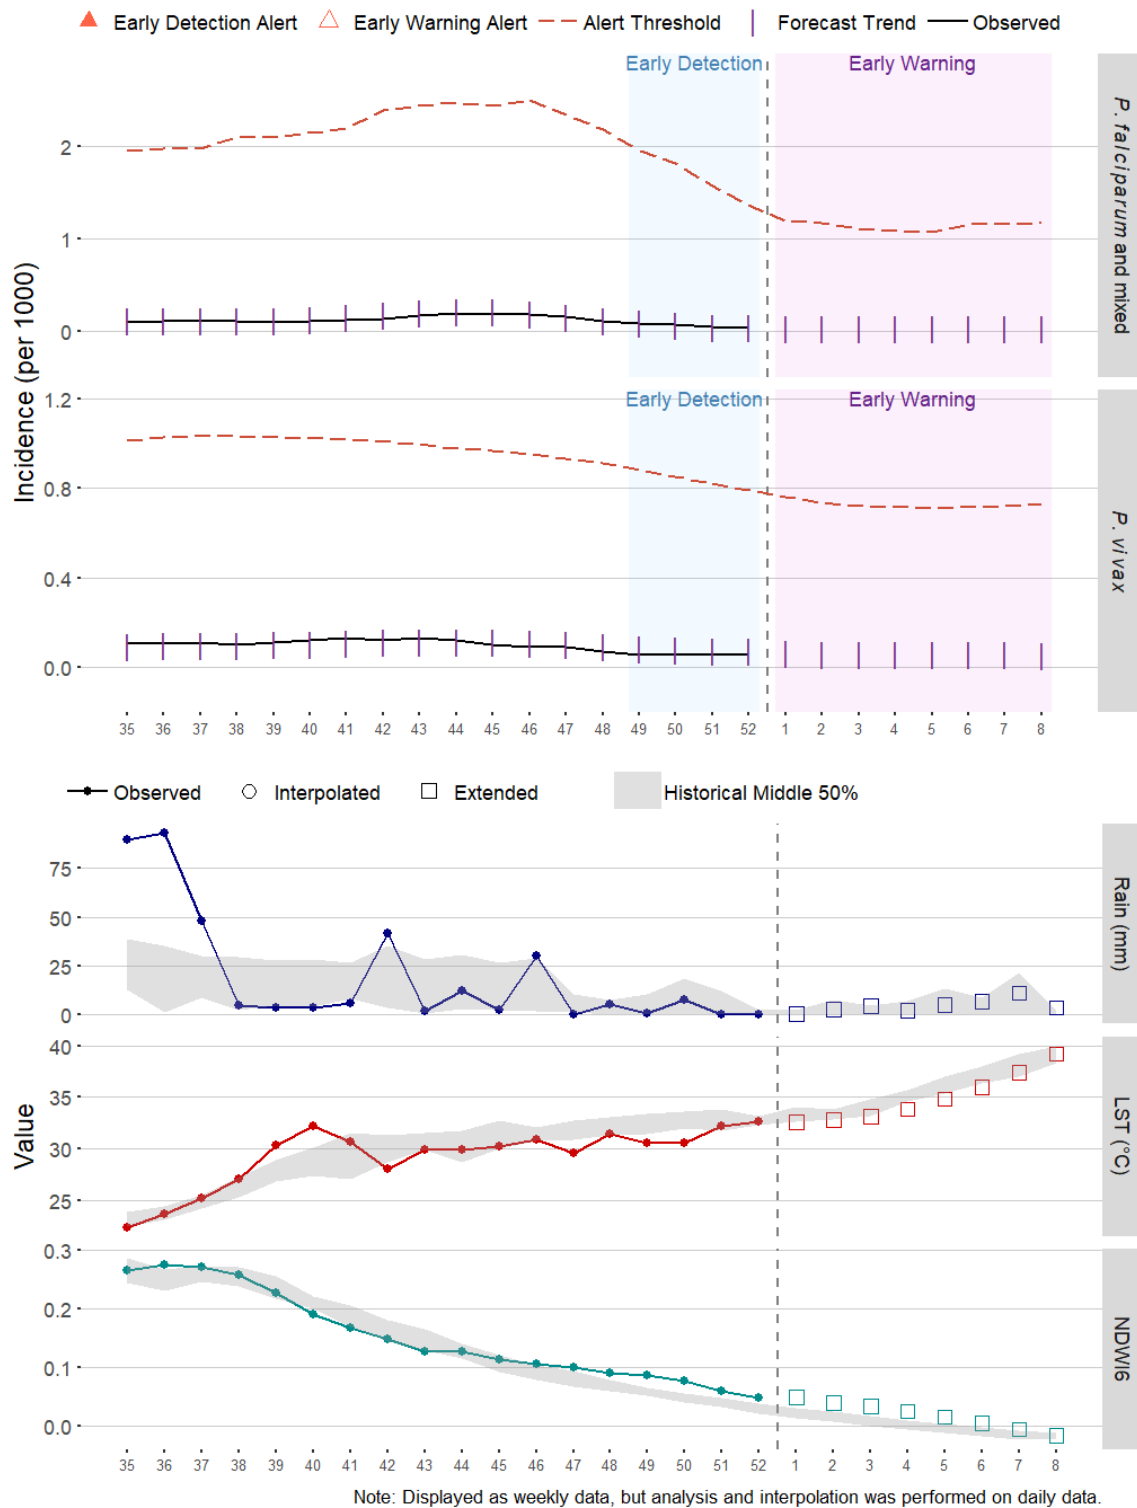 Early Detection Alert Early Warning Alert Alert Threshold Forecast Trend Observed
Early Detection Early Warning
2
1
0
P. falciparum and mixed
Incidence (per 1000)
Early Detection Early Warning
1.2
0.8
0.4
0.0
P. vivax
35 36 37 38 39 40 41 42 43 44 45 46 47 48 49 50 51 52 1 2 3 4 5 6 7 8
Observed Interpolated Extended Historical Middle 50%
75
50
25
0
Rain (mm)
Value
40
35
30
25
LST (°C)
0.3
0.2
0.1
0.0
NDWI6
35 36 37 38 39 40 41 42 43 44 45 46 47 48 49 50 51 52 1 2 3 4 5 6 7 8
Note: Displayed as weekly data, but analysis and interpolation was performed on daily data.